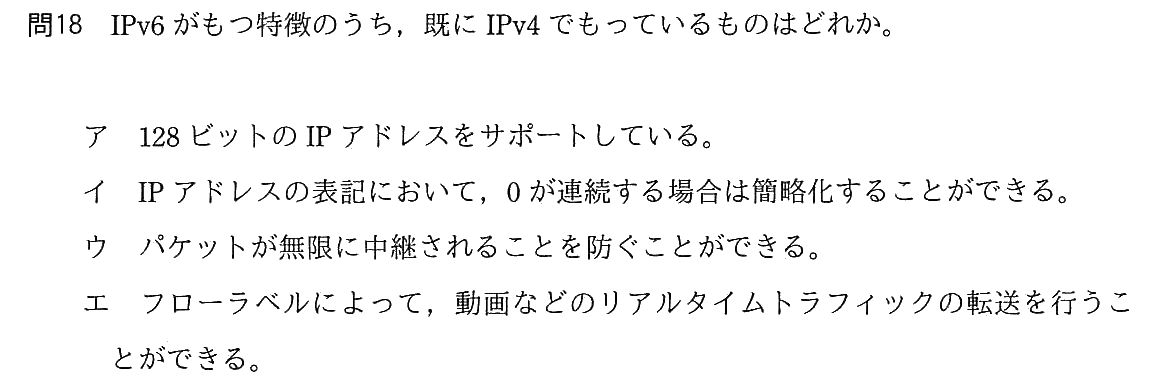 問18　IPv6 がもつ特徴のうち，既に IPv4 でもっているものはどれか。
ア　128 ビットの IP アドレスをサポートしている。
イ　IP アドレスの表記において，0 が連続する場合は簡略化することができる。
ウ　パケットが無限に中継されることを防ぐことができる。
エ　フローラベルによって，動画などのリアルタイムトラフィックの転送を行うこ
とができる。